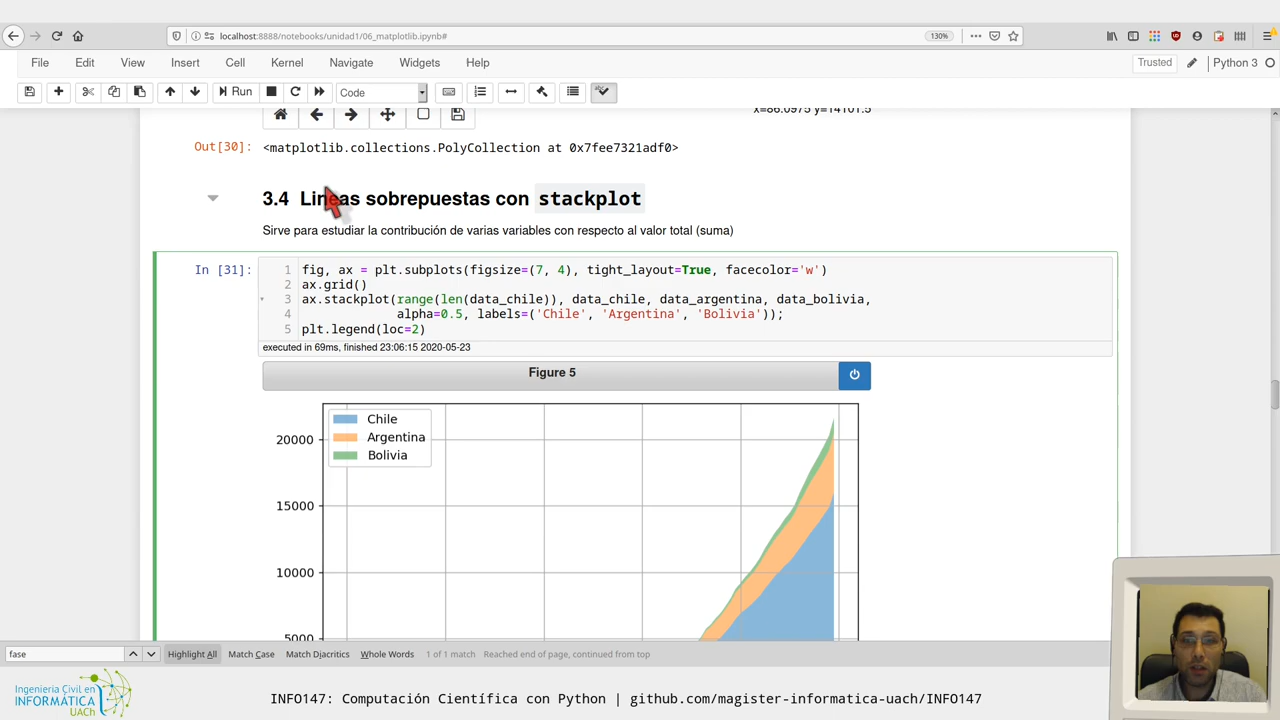 localhost:8888/notebooks/unidad1/06_matplotlib.ipynb#
130%
File Edit View Insert Cell Kernel Navigate Widgets Help
Trusted Python 3
Run Code
x=86.0975 y=14101.5
Out[30]: <matplotlib.collections.PolyCollection at 0x7fee7321adf0>
3.4 Lineas sobrepuestas con stackplot
Sirve para estudiar la contribución de varias variables con respecto al valor total (suma)
In [31]: 1 fig, ax = plt.subplots(figsize=(7, 4), tight_layout=True, facecolor='w')
2 ax.grid()
3 ax.stackplot(range(len(data_chile)), data_chile, data_argentina, data_bolivia,
4 alpha=0.5, labels=('Chile', 'Argentina', 'Bolivia'));
5 plt.legend(loc=2)
executed in 69ms, finished 23:06:15 2020-05-23
Figure 5
Chile
Argentina
Bolivia
20000
15000
10000
5000
fase Highlight All Match Case Match Diacritics Whole Words 1 of 1 match Reached end of page, continued from top
Ingeniería Civil en
INFORMÁTICA
UACh
INFO147: Computación Científica con Python | github.com/magister-informatica-uach/INFO147